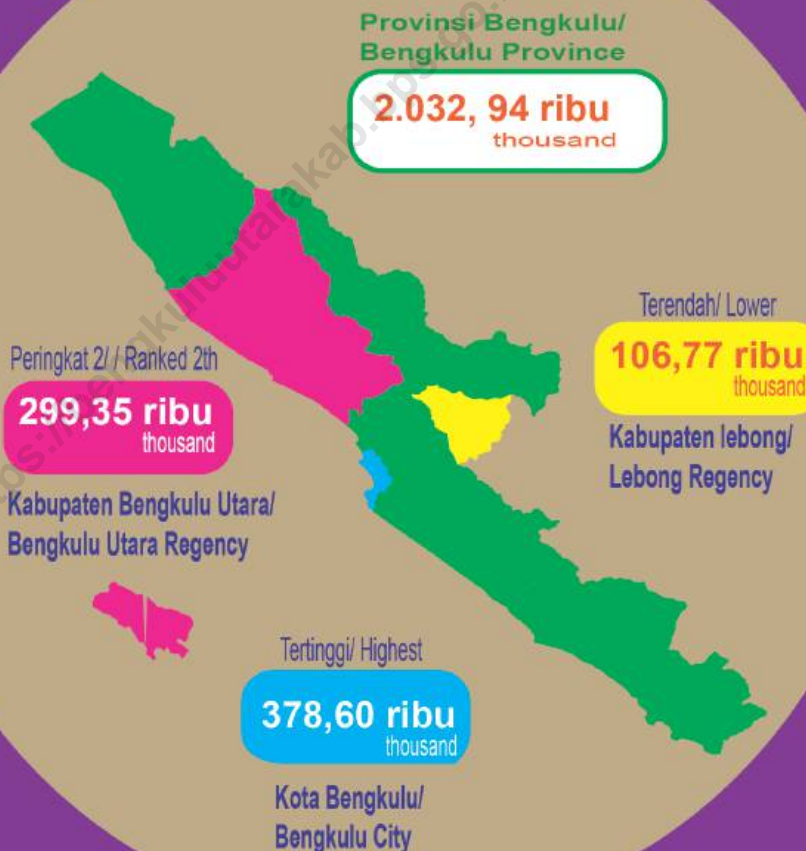 Provinsi Bengkulu/
Bengkulu Province
2.032, 94 ribu
thousand
Terendah/ Lower
106,77 ribu
thousand
Kabupaten lebong/
Lebong Regency
Peringkat 2/ / Ranked 2th
299,35 ribu
thousand
Kabupaten Bengkulu Utara/
Bengkulu Utara Regency
Tertinggi/ Highest
378,60 ribu
thousand
Kota Bengkulu/
Bengkulu City